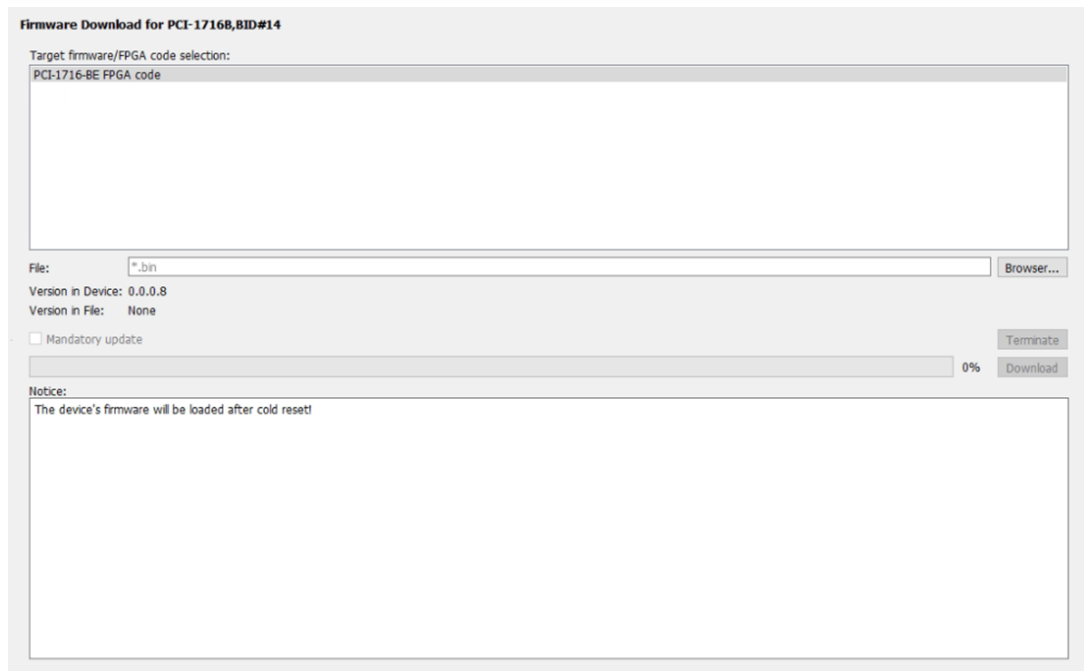 Firmware Download for PCI-1716B,BID#14
Target firmware/FPGA code selection:
PCI-1716-BE FPGA code
File: *.bin Browser...
Version in Device: 0.0.0.8
Version in File: None
Mandatory update Terminate
0% Download
Notice:
The device's firmware will be loaded after cold reset!